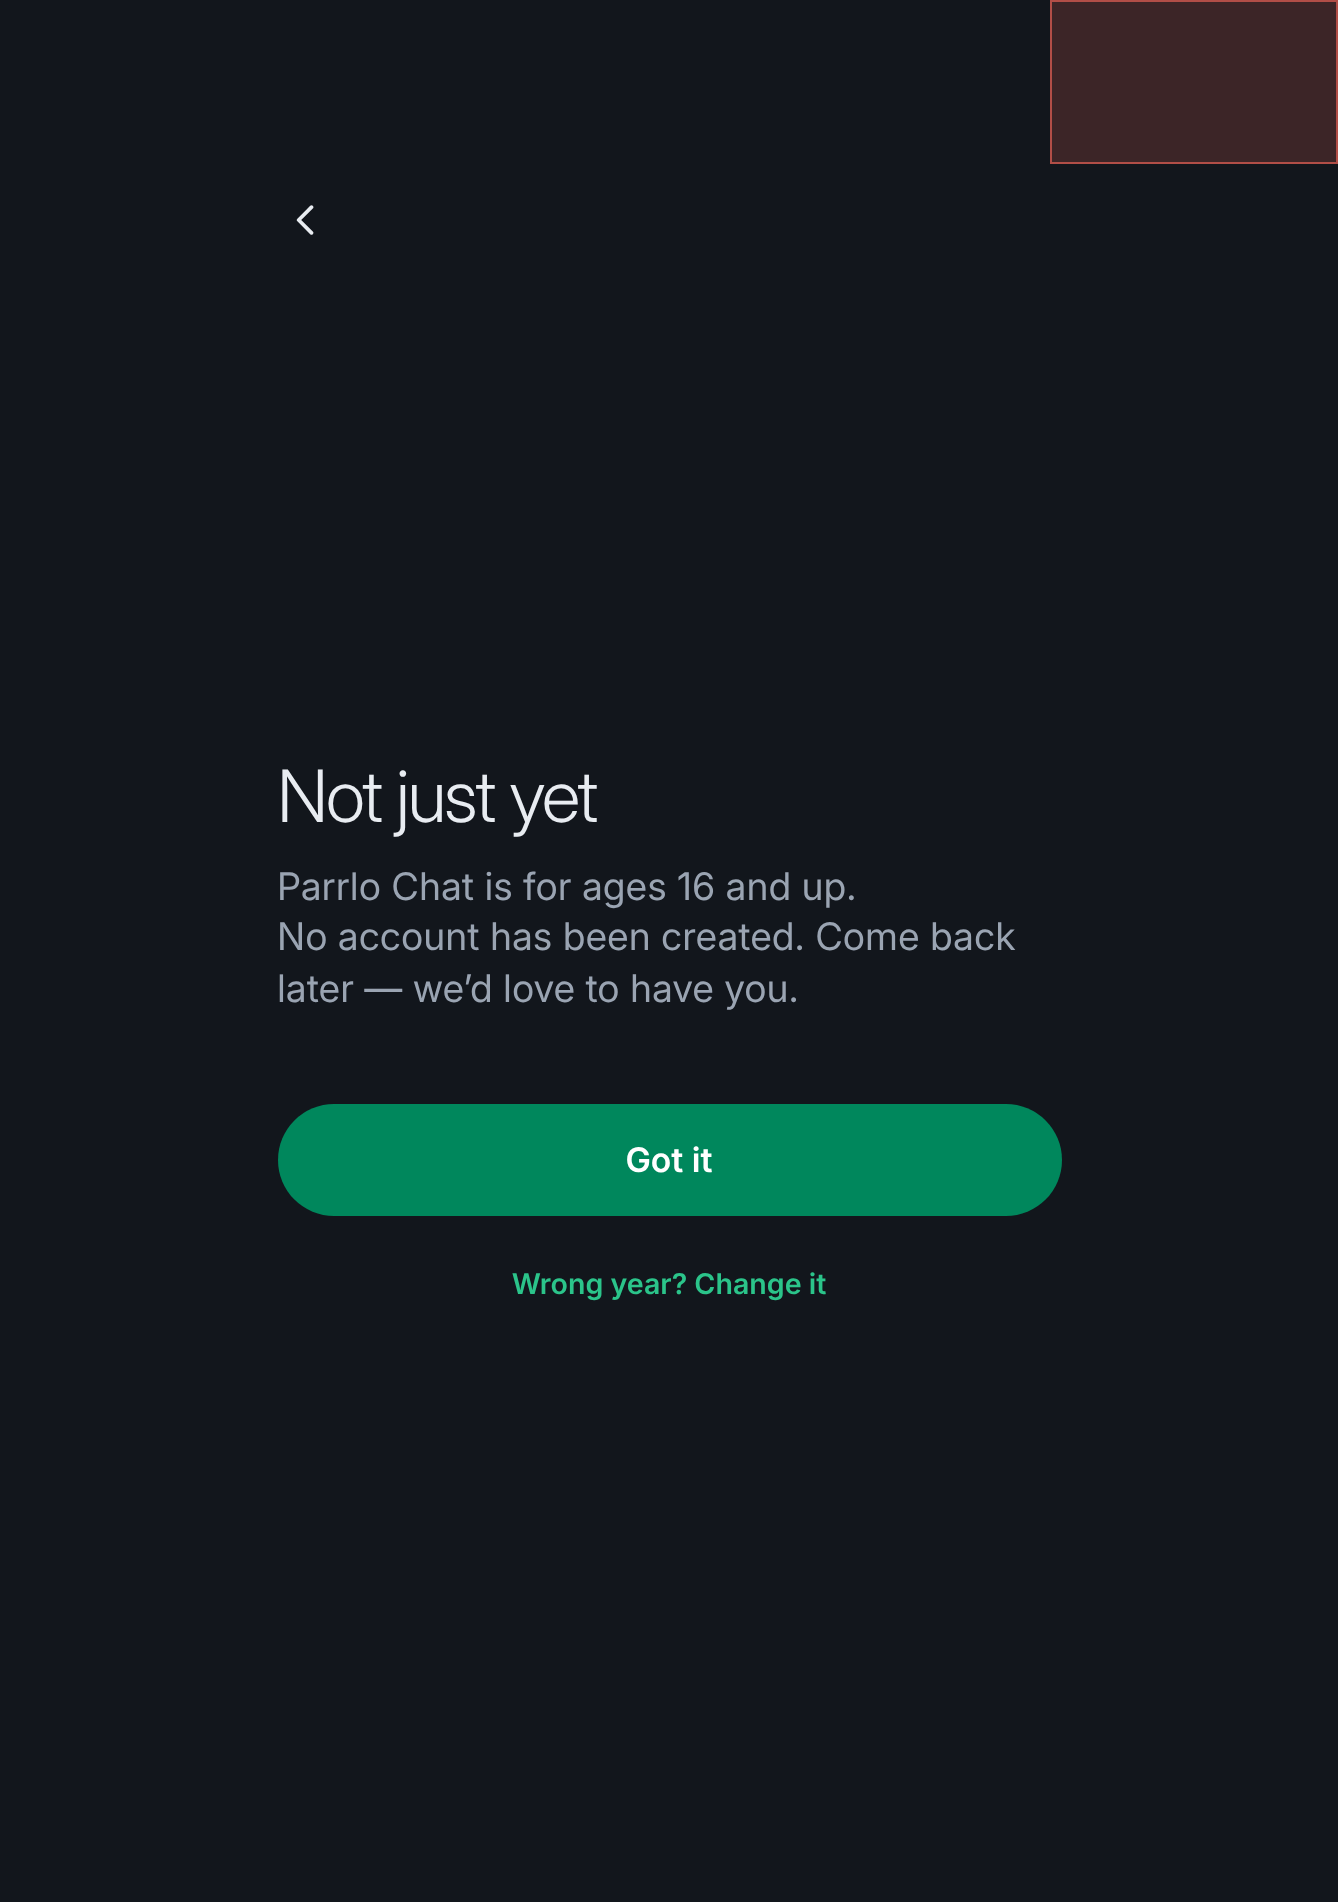 Not just yet
Parrlo Chat is for ages 16 and up.
No account has been created. Come back
later — we’d love to have you.
Got it
Wrong year? Change it